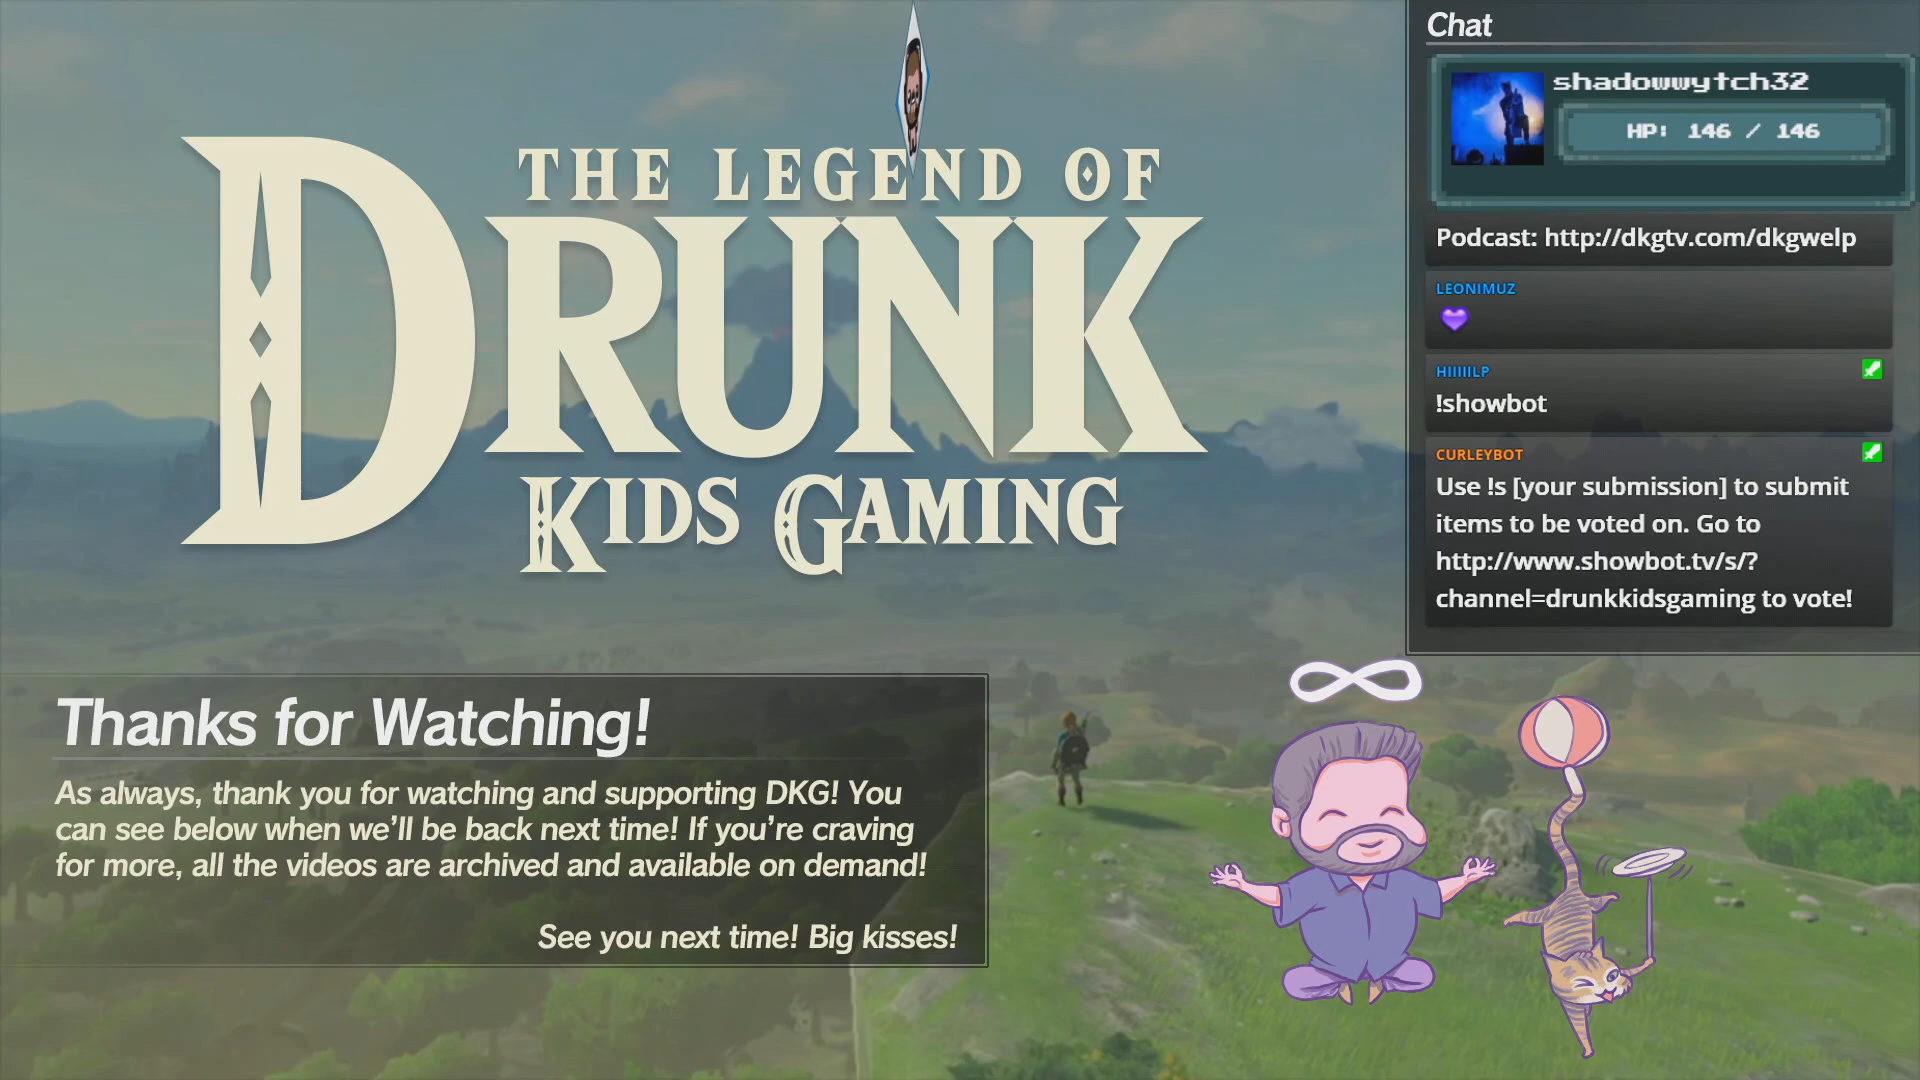 THE LEGEND OF
DRUNK
KIDS GAMING
Thanks for Watching!
As always, thank you for watching and supporting DKG! You
can see below when we'll be back next time! If you're craving
for more, all the videos are archived and available on demand!
See you next time! Big kisses!
Chat
shadowwytch32
HP: 146 / 146
Podcast: http://dkgtv.com/dkgwelp
LEONIMUZ
HIIIIILP
!showbot
CURLEYBOT
Use !s [your submission] to submit
items to be voted on. Go to
http://www.showbot.tv/s/?
channel=drunkkidsgaming to vote!